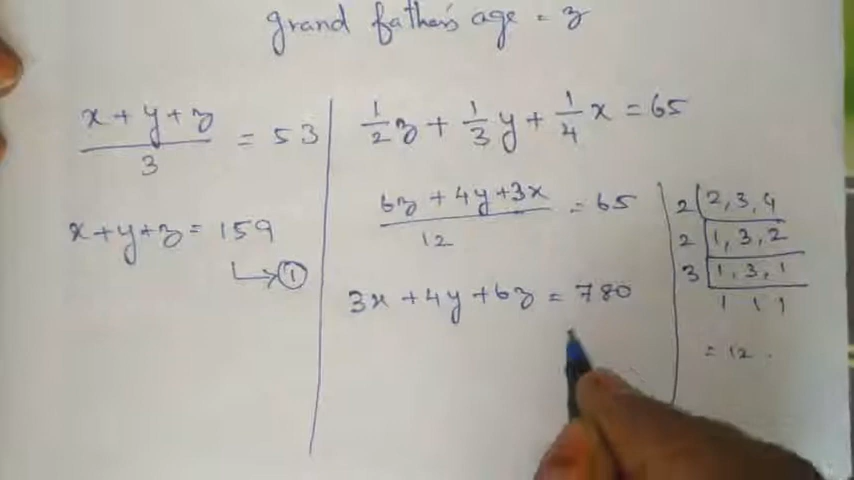 grand father's age = z
(x + y + z)/3 = 53
x+y+z = 159
→ ①
1/2 z + 1/3 y + 1/4 x = 65
(6z + 4y + 3x)/12 = 65
3x + 4y + 6z = 780
2 | 2, 3, 4
2 | 1, 3, 2
3 | 1, 3, 1
1 1 1
= 12 .